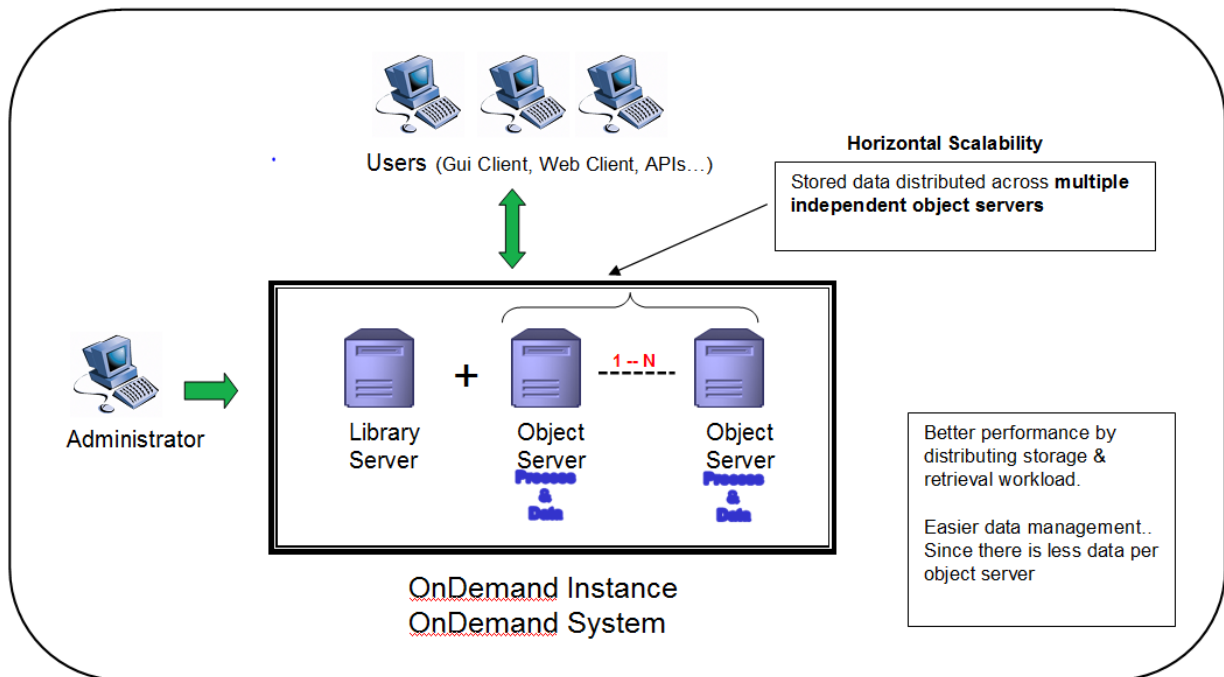 Users (Gui Client, Web Client, APIs...)
Horizontal Scalability
Stored data distributed across multiple
independent object servers
1 -- N
+
Administrator
Library
Server
Object
Server
Process
&
Data
Object
Server
Process
&
Data
Better performance by
distributing storage &
retrieval workload.
Easier data management..
Since there is less data per
object server
OnDemand Instance
OnDemand System